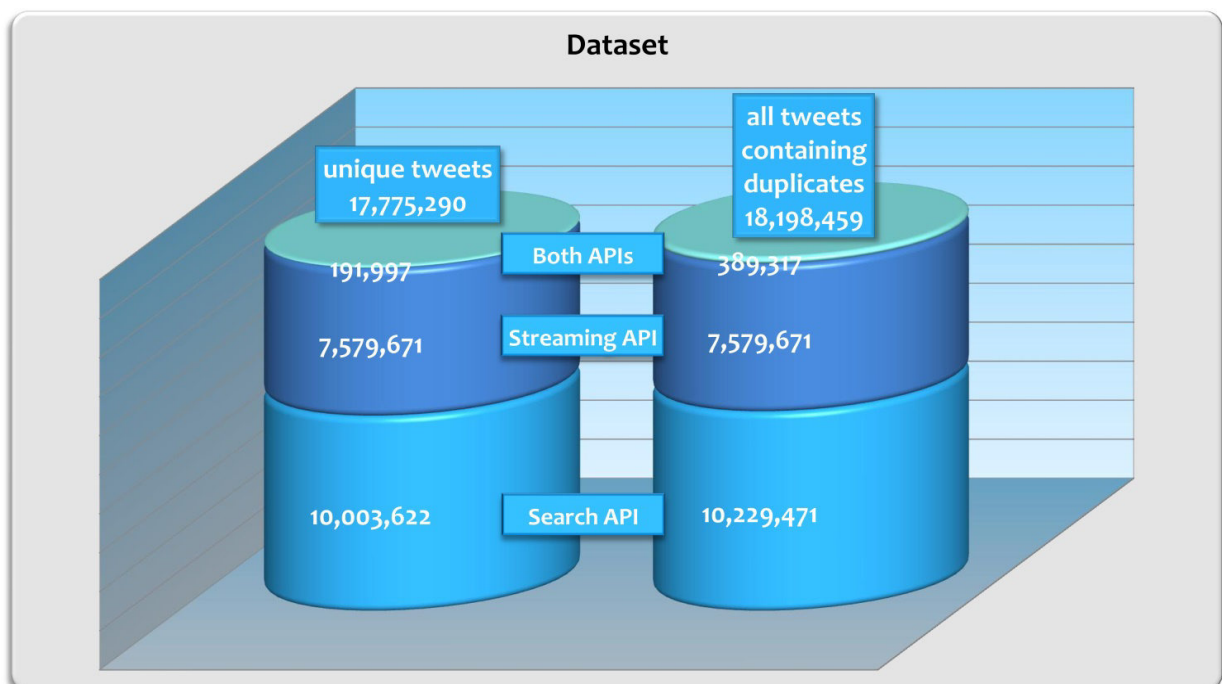 Dataset
unique tweets
17,775,290
all tweets
containing
duplicates
18,198,459
191,997
Both APIs
389,317
7,579,671
Streaming API
7,579,671
10,003,622
Search API
10,229,471